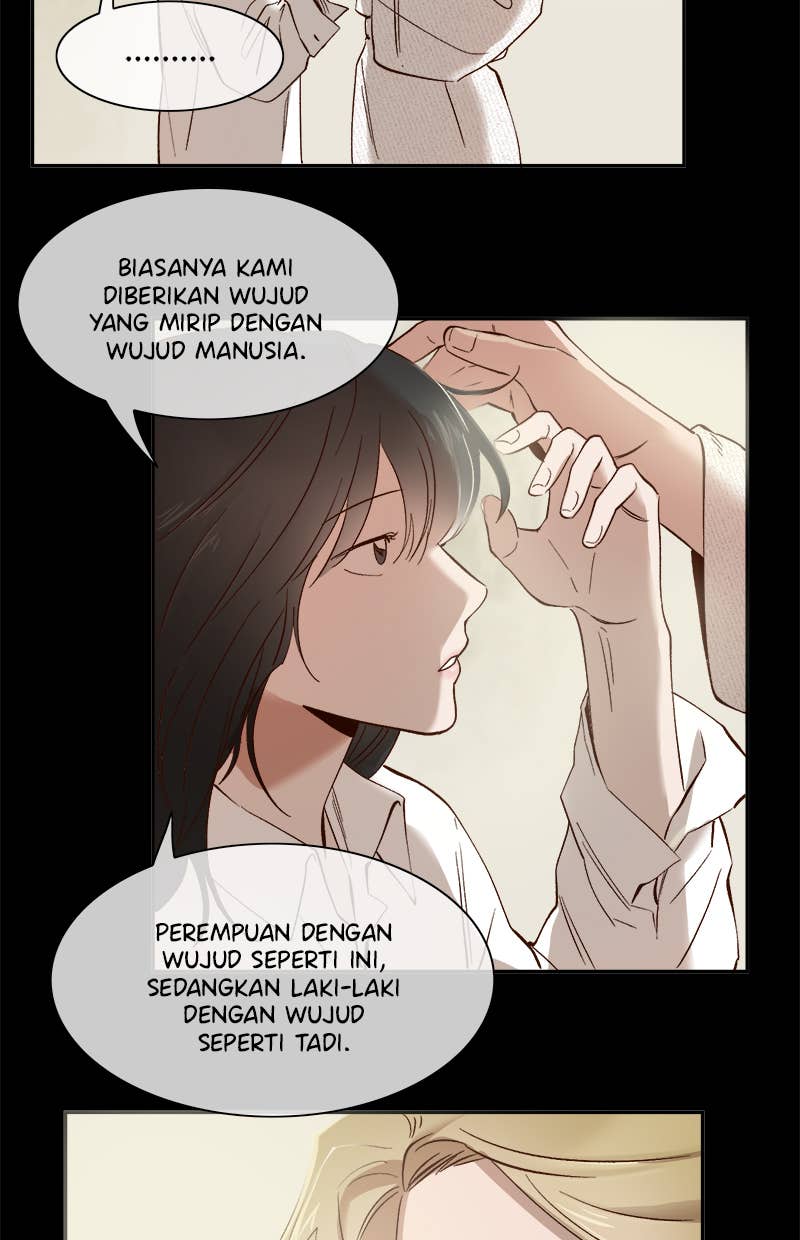 ..........
BIASANYA KAMI
DIBERIKAN WUJUD
YANG MIRIP DENGAN
WUJUD MANUSIA.
PEREMPUAN DENGAN
WUJUD SEPERTI INI,
SEDANGKAN LAKI-LAKI
DENGAN WUJUD
SEPERTI TADI.